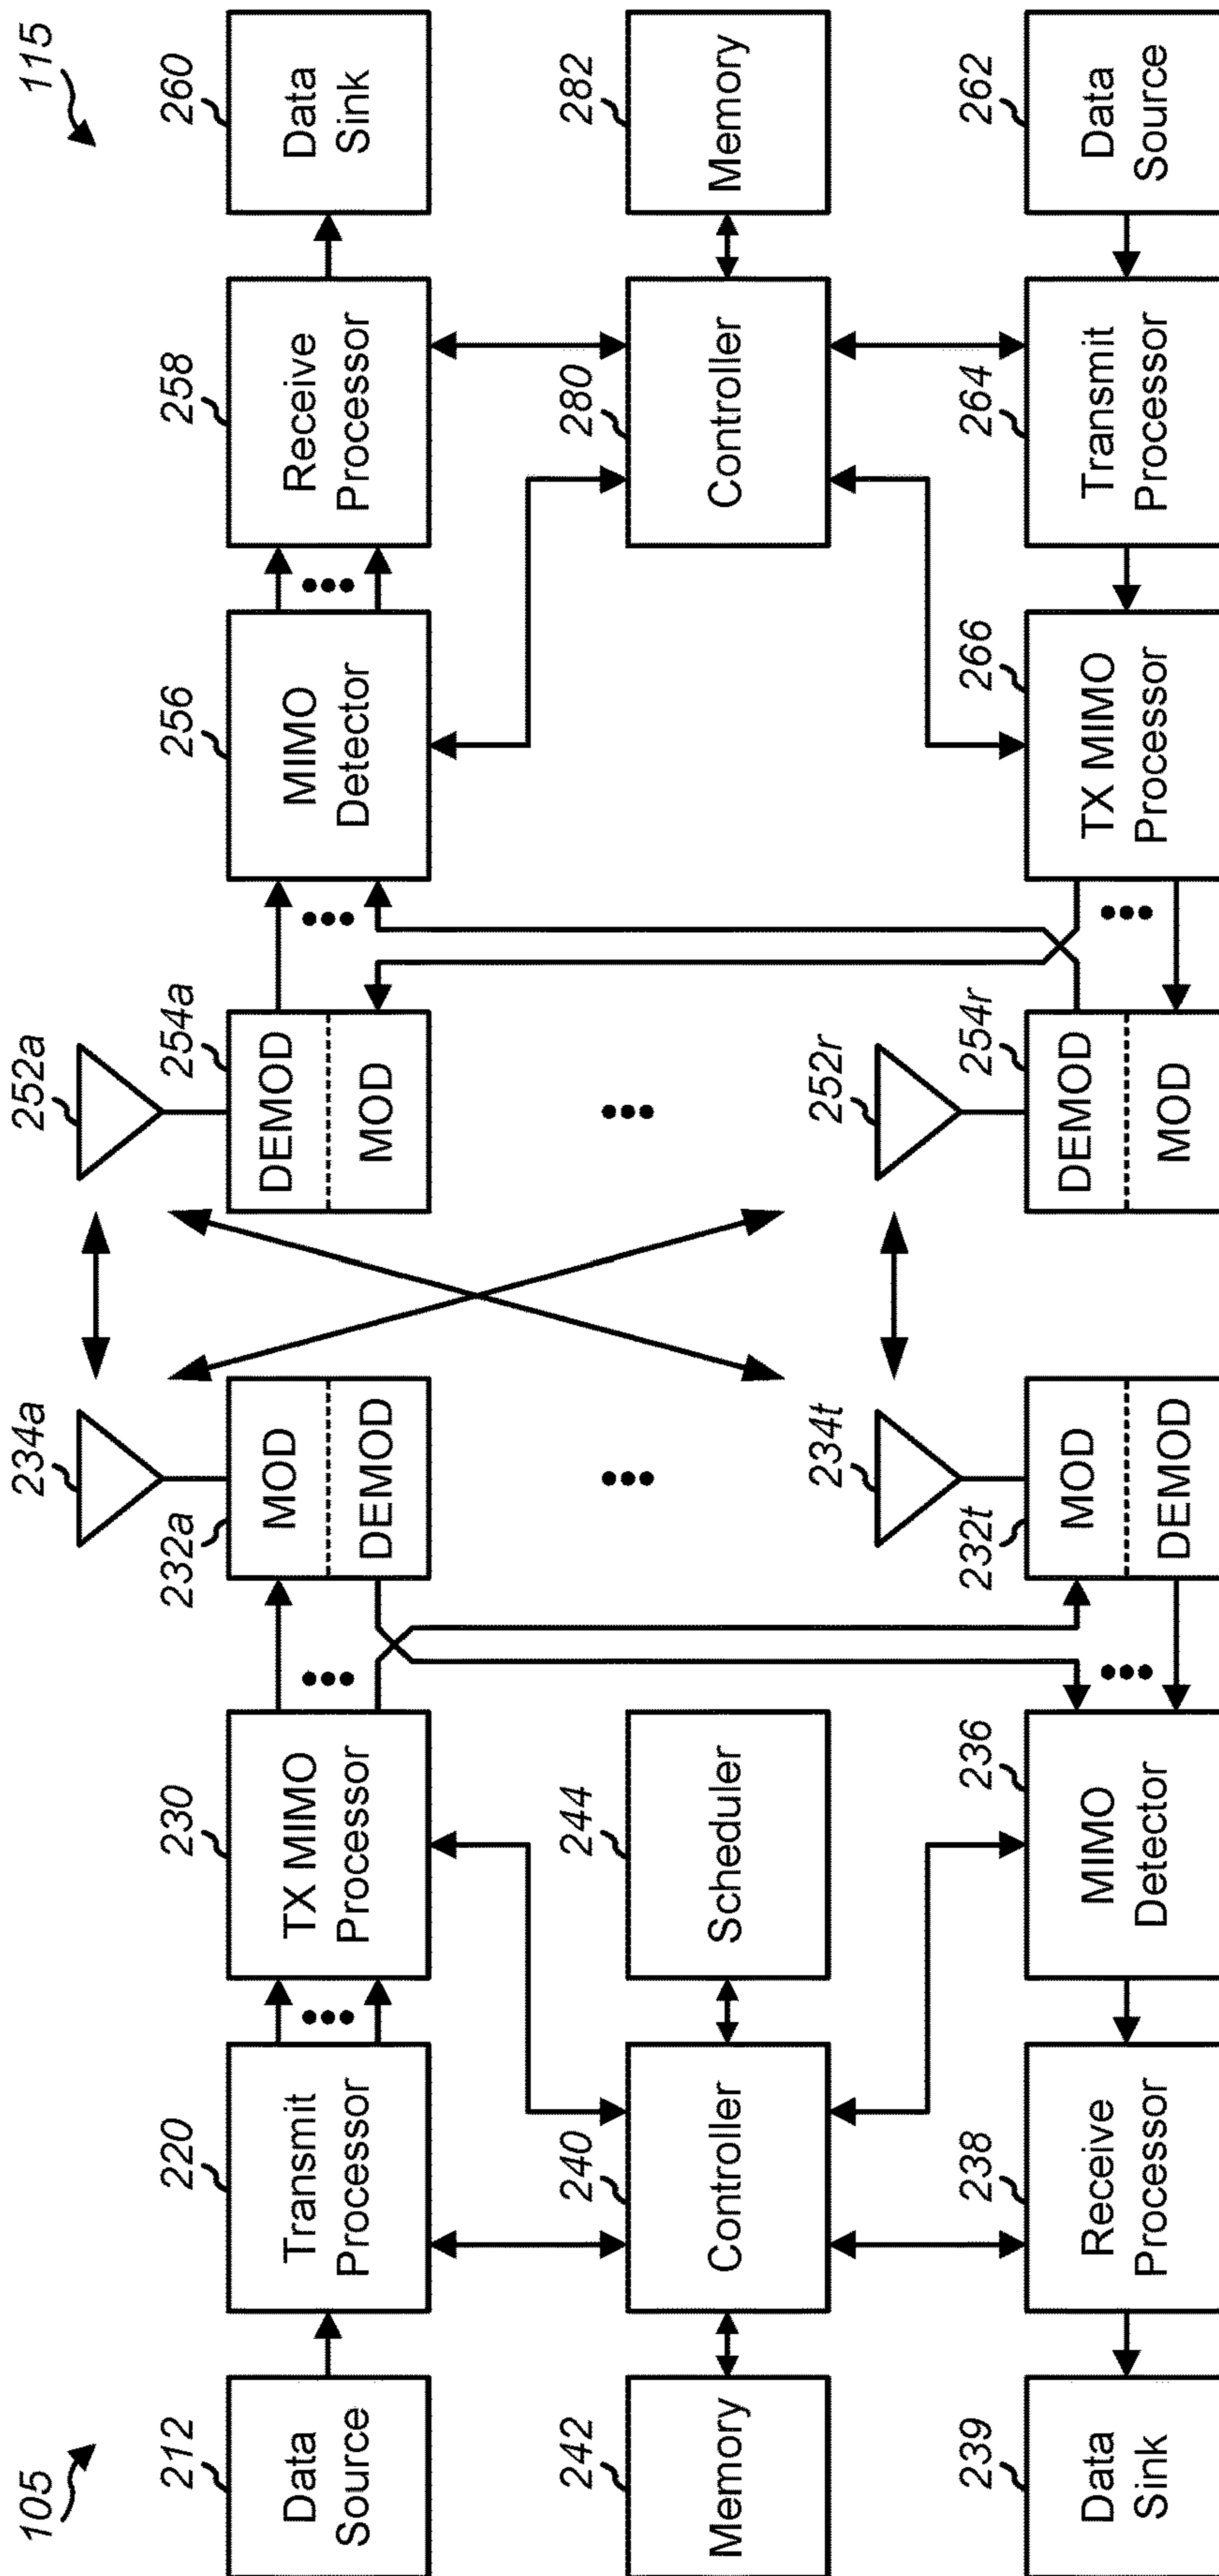 105
212
Data
Source
220
Transmit
Processor
230
TX MIMO
Processor
234a
232a
MOD
DEMOD
252a
254a
DEMOD
MOD
256
MIMO
Detector
258
Receive
Processor
260
Data
Sink
115
242
Memory
240
Controller
244
Scheduler
280
Controller
282
Memory
239
Data
Sink
238
Receive
Processor
236
MIMO
Detector
234t
232t
MOD
DEMOD
252r
254r
DEMOD
MOD
266
TX MIMO
Processor
264
Transmit
Processor
262
Data
Source